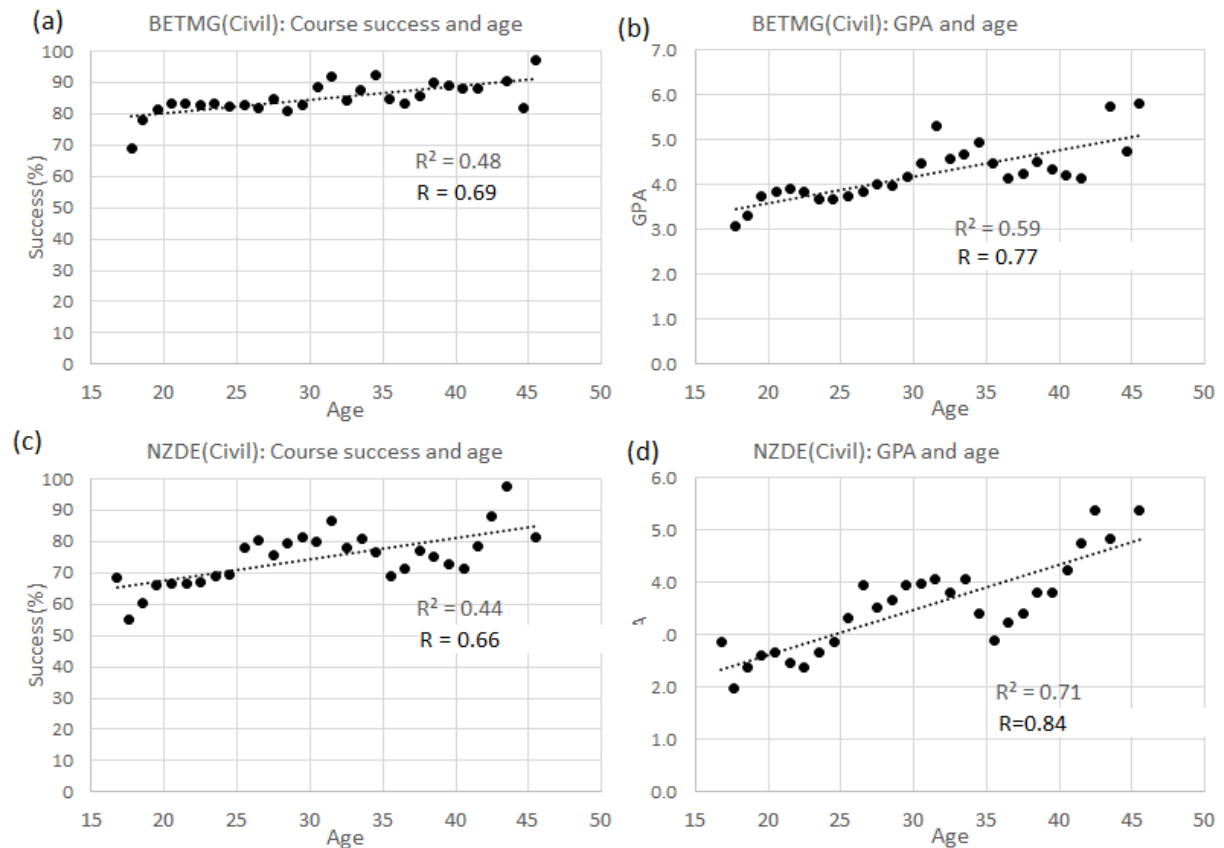 (a)
BETMG(Civil): Course success and age
100
90
80
70
60
50
40
30
20
10
0
Success (%)
R² = 0.48
R = 0.69
15 20 25 30 35 40 45 50
Age
(b)
BETMG(Civil): GPA and age
7.0
6.0
5.0
4.0
3.0
2.0
1.0
0.0
GPA
R² = 0.59
R = 0.77
15 20 25 30 35 40 45 50
Age
(c)
NZDE(Civil): Course success and age
100
90
80
70
60
50
40
30
20
10
0
Success (%)
R² = 0.44
R = 0.66
15 20 25 30 35 40 45 50
Age
(d)
NZDE(Civil): GPA and age
6.0
5.0
4.0
.0
2.0
1.0
0.0
A
R² = 0.71
R=0.84
15 20 25 30 35 40 45 50
Age